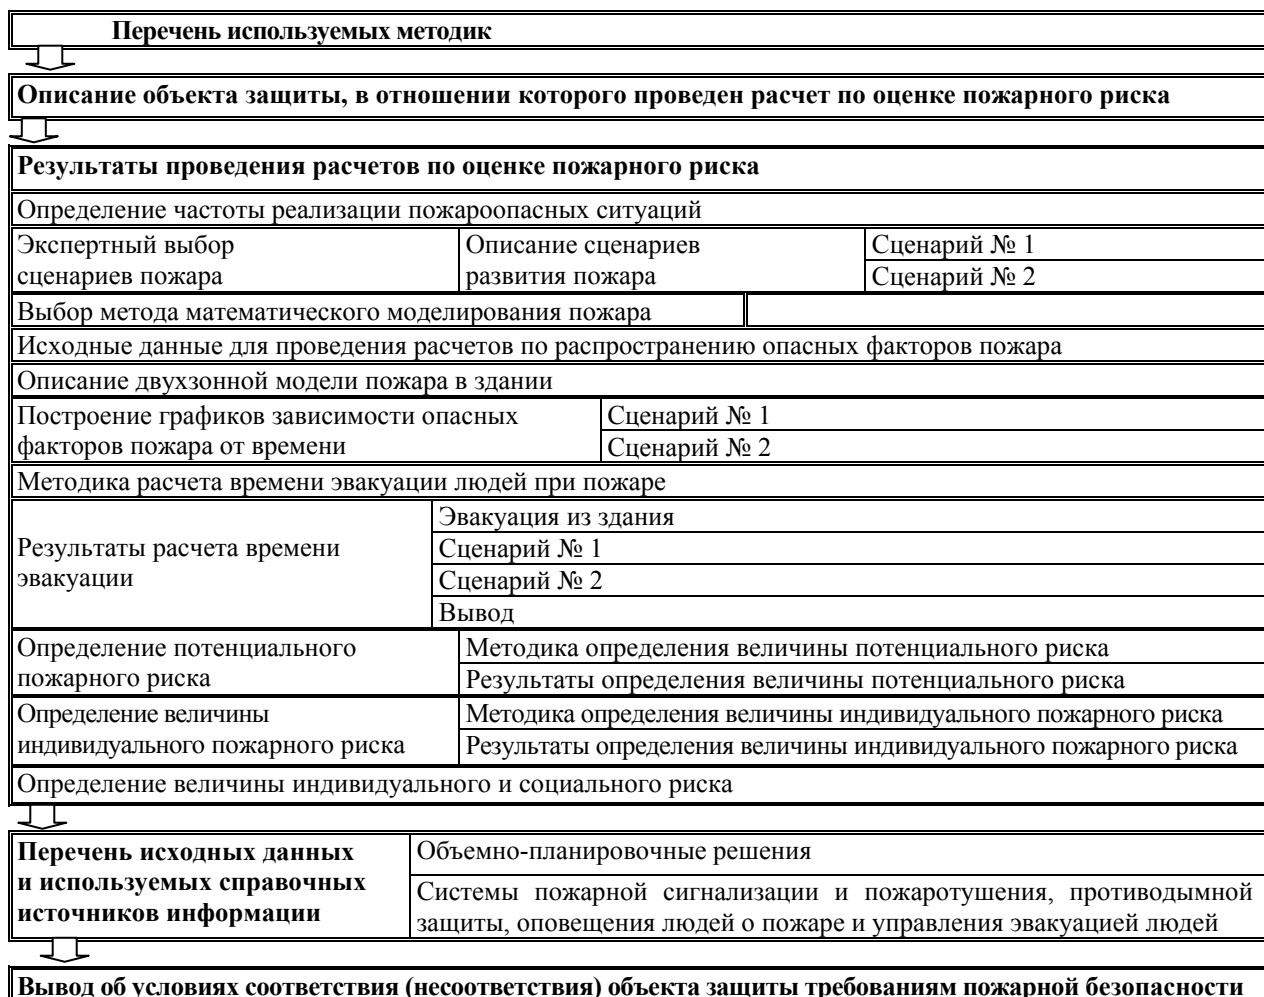 Перечень используемых методик
Описание объекта защиты, в отношении которого проведен расчет по оценке пожарного риска
Результаты проведения расчетов по оценке пожарного риска
Определение частоты реализации пожароопасных ситуаций
Экспертный выбор
сценариев пожара
Описание сценариев
развития пожара
Сценарий № 1
Сценарий № 2
Выбор метода математического моделирования пожара
Исходные данные для проведения расчетов по распространению опасных факторов пожара
Описание двухзонной модели пожара в здании
Построение графиков зависимости опасных
факторов пожара от времени
Сценарий № 1
Сценарий № 2
Методика расчета времени эвакуации людей при пожаре
Результаты расчета времени
эвакуации
Эвакуация из здания
Сценарий № 1
Сценарий № 2
Вывод
Определение потенциального
пожарного риска
Методика определения величины потенциального риска
Результаты определения величины потенциального риска
Определение величины
индивидуального пожарного риска
Методика определения величины индивидуального пожарного риска
Результаты определения величины индивидуального пожарного риска
Определение величины индивидуального и социального риска
Перечень исходных данных
и используемых справочных
источников информации
Объемно-планировочные решения
Системы пожарной сигнализации и пожаротушения, противодымной
защиты, оповещения людей о пожаре и управления эвакуацией людей
Вывод об условиях соответствия (несоответствия) объекта защиты требованиям пожарной безопасности